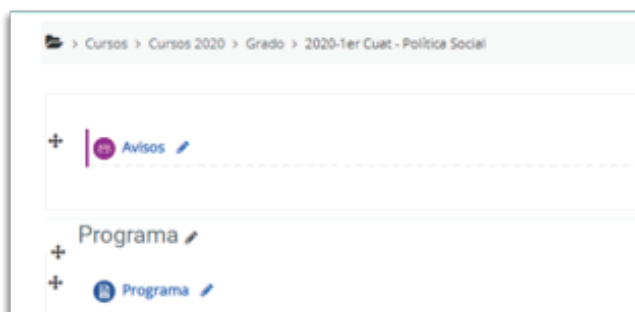 > Cursos > Cursos 2020 > Grado > 2020-1er Cuat - Política Social
Avisos
Programa
Programa